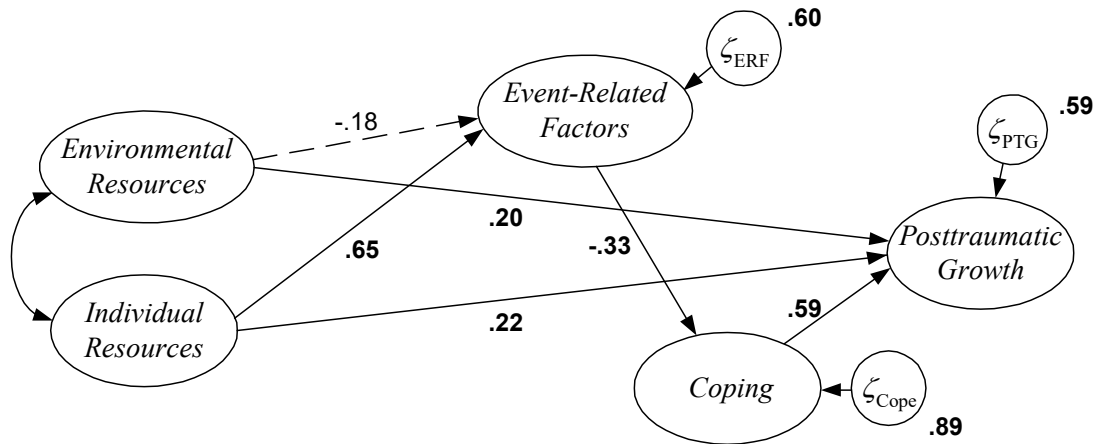 .60
ζERF
Event-Related
Factors
-.18
.59
ζPTG
Environmental
Resources
.20
-.33
Posttraumatic
Growth
.65
Individual
Resources
.22
.59
Coping
ζCope
.89